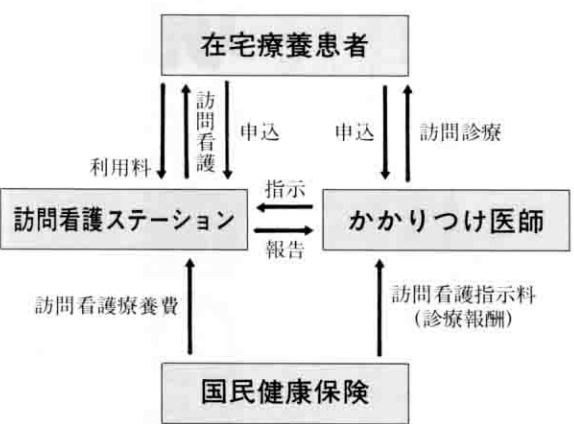 在宅療養患者
利用料
訪問看護
申込
申込
訪問診療
訪問看護ステーション
指示
報告
かかりつけ医師
訪問看護療養費
訪問看護指示料
(診療報酬)
国民健康保険